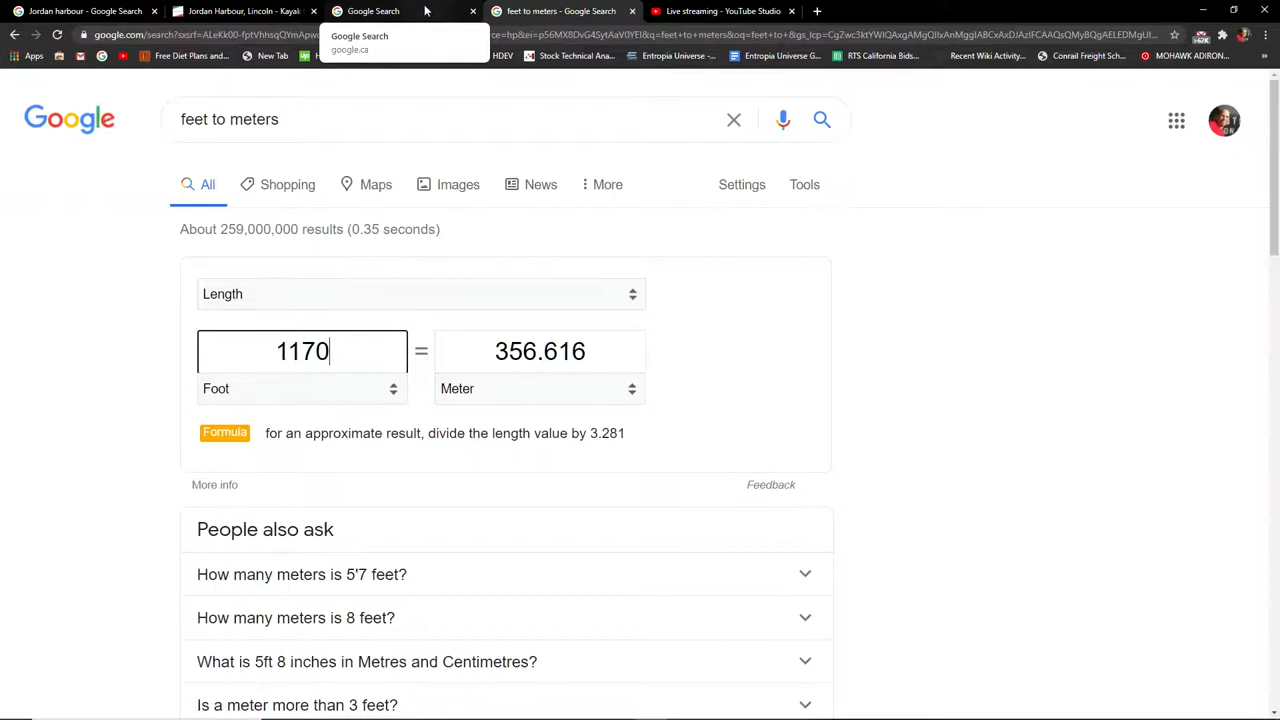 Jordan harbour - Google Search
Jordan Harbour, Lincoln - Kayak
Google Search
feet to meters - Google Search
Live streaming - YouTube Studio
Google Search
google.ca
Apps
Free Diet Plans and...
New Tab
HDEV
Stock Technical Ana...
Entropia Universe -...
Entropia Universe G...
RTS California Bids...
Recent Wiki Activity...
Conrail Freight Sch...
MOHAWK ADIRON...
Google
feet to meters
All
Shopping
Maps
Images
News
More
Settings
Tools
About 259,000,000 results (0.35 seconds)
Length
1170 = 356.616
Foot
Meter
Formula for an approximate result, divide the length value by 3.281
More info
Feedback
People also ask
How many meters is 5'7 feet?
How many meters is 8 feet?
What is 5ft 8 inches in Metres and Centimetres?
Is a meter more than 3 feet?